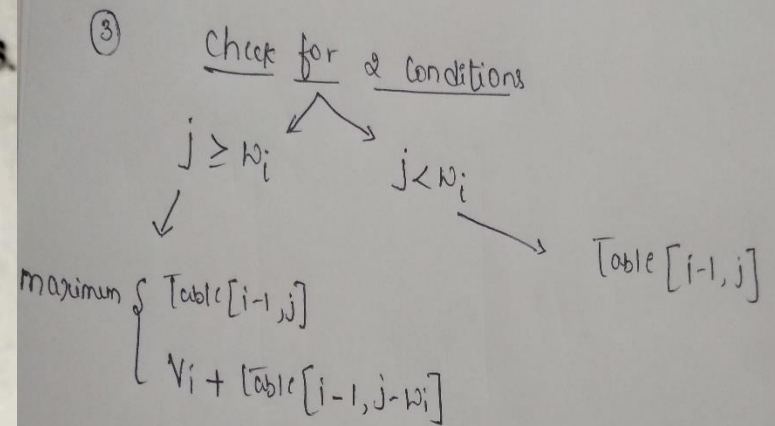 ③
Check for 2 Conditions
j ≥ wi
j < wi
Table [i-1, j]
maximum { Table[i-1, j]
Vi + Table [i-1, j-wi]